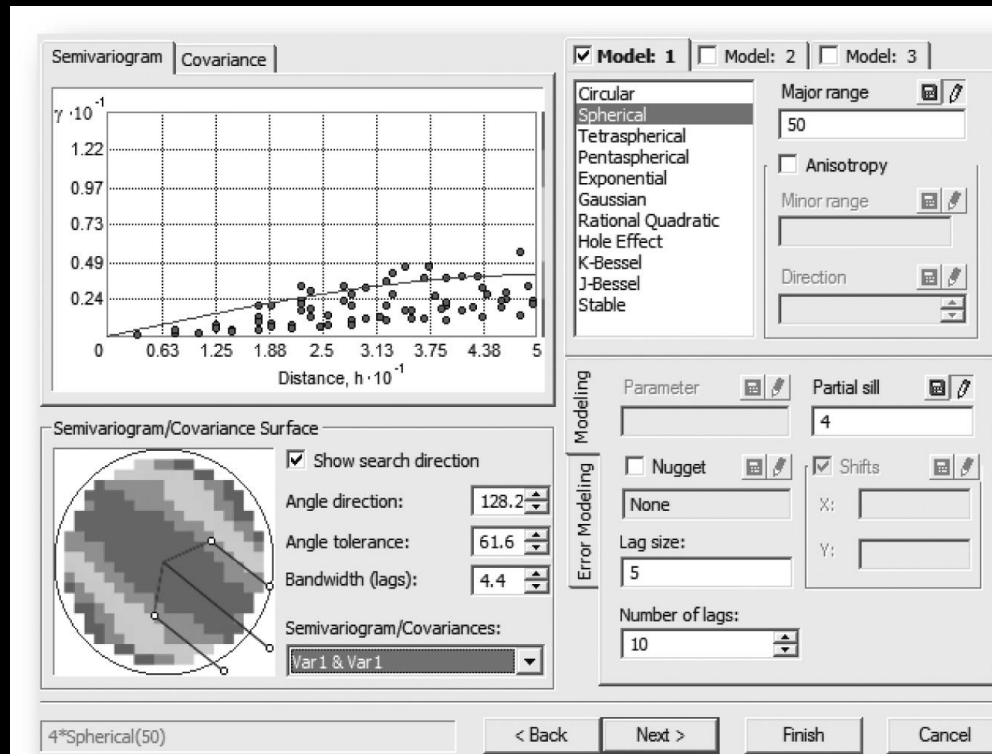 Semivariogram
Covariance
γ·10⁻¹
1.22
0.97
0.73
0.49
0.24
0 0.63 1.25 1.88 2.5 3.13 3.75 4.38 5
Distance, h·10⁻¹
Semivariogram/Covariance Surface
Show search direction
Angle direction:
128.2
Angle tolerance:
61.6
Bandwidth (lags):
4.4
Semivariogram/Covariances:
Var1 & Var1
Model: 1
Model: 2
Model: 3
Circular
Spherical
Tetraspherical
Pentaspherical
Exponential
Gaussian
Rational Quadratic
Hole Effect
K-Bessel
J-Bessel
Stable
Major range
50
Anisotropy
Minor range
Direction
Modeling
Error Modeling
Parameter
Partial sill
4
Nugget
None
Shifts
X:
Y:
Lag size:
5
Number of lags:
10
4*Spherical(50)
< Back
Next >
Finish
Cancel